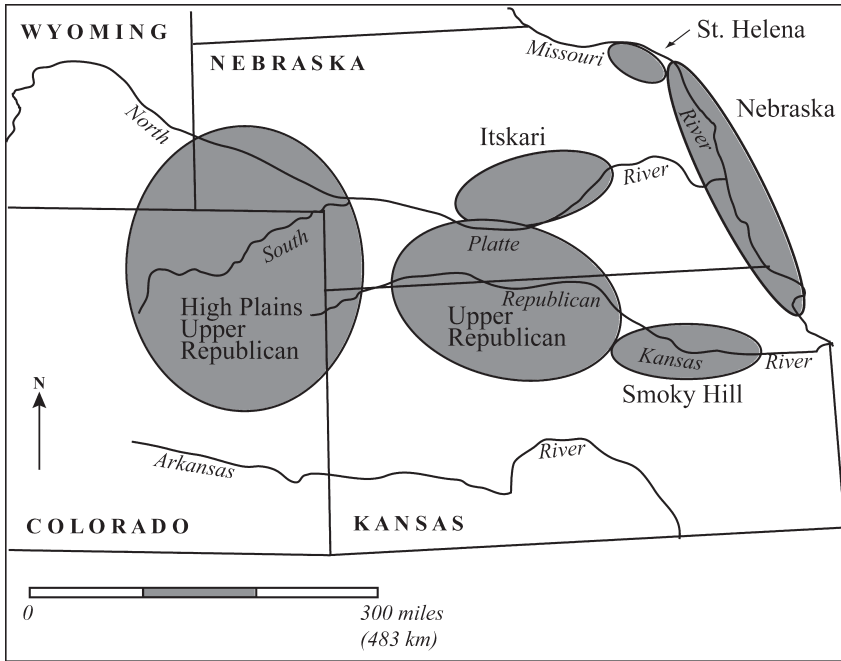 WYOMING
NEBRASKA
Missouri
St. Helena
Nebraska
River
North
Itskari
River
Platte
South
High Plains
Upper
Republican
Republican
Upper
Republican
Kansas
River
Smoky Hill
N
Arkansas
River
COLORADO
KANSAS
0
300 miles
(483 km)